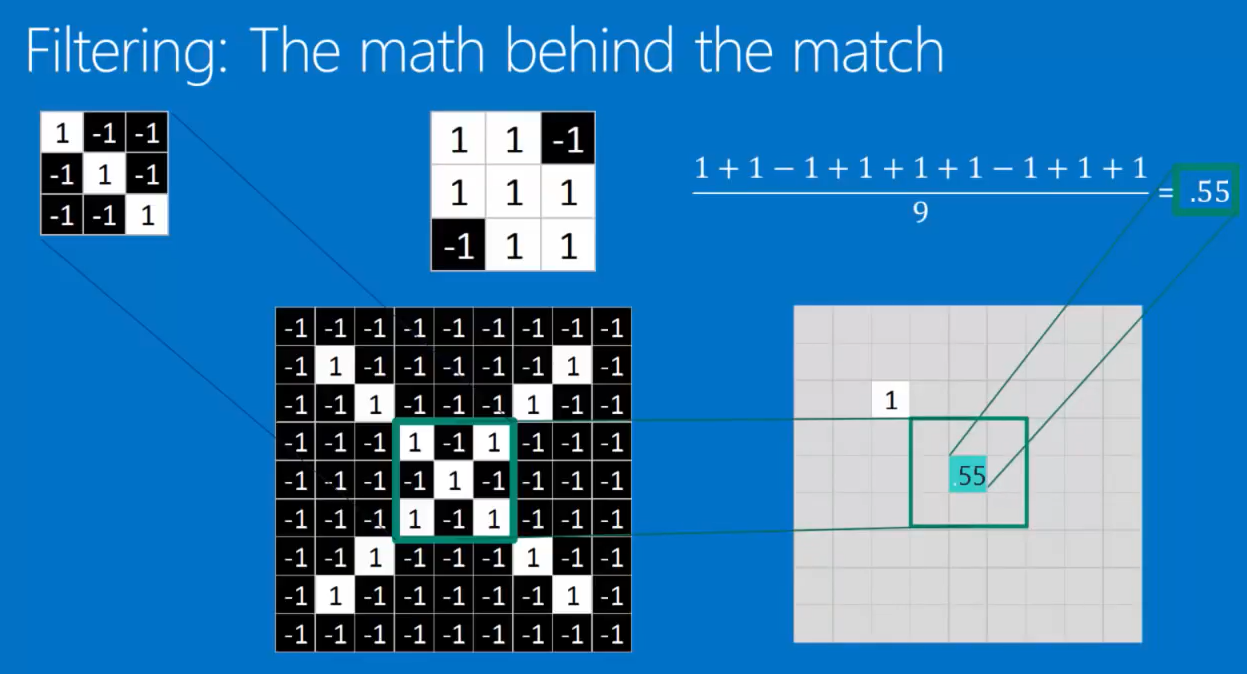 Filtering: The math behind the match
1 -1 -1
-1 1 -1
-1 -1 1
1 1 -1
1 1 1
-1 1 1
1 + 1 − 1 + 1 + 1 + 1 − 1 + 1 + 1
9
= .55
-1 -1 -1 -1 -1 -1 -1 -1 -1
-1 1 -1 -1 -1 -1 -1 1 -1
-1 -1 1 -1 -1 -1 1 -1 -1
-1 -1 -1 1 -1 1 -1 -1 -1
-1 -1 -1 -1 1 -1 -1 -1 -1
-1 -1 -1 1 -1 1 -1 -1 -1
-1 -1 1 -1 -1 -1 1 -1 -1
-1 1 -1 -1 -1 -1 -1 1 -1
-1 -1 -1 -1 -1 -1 -1 -1 -1
1
.55